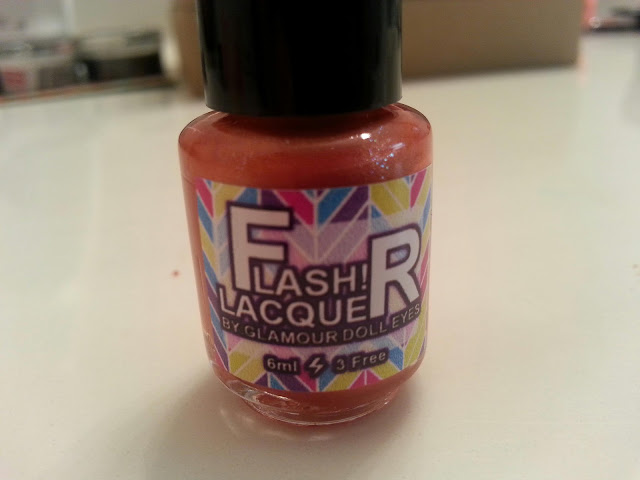 FLASH!
LACQUER
BY GLAMOUR DOLL EYES
6ml 3 Free